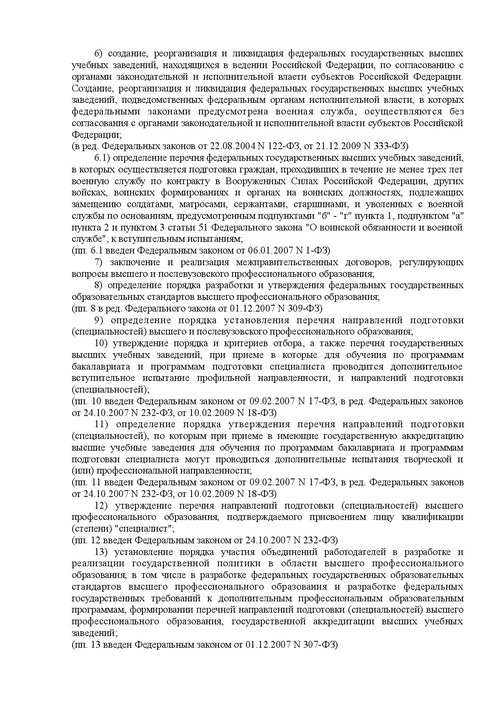 6) создание, реорганизация и ликвидация федеральных государственных высших
учебных заведений, находящихся в ведении Российской Федерации, по согласованию с
органами законодательной и исполнительной власти субъектов Российской Федерации.
Создание, реорганизация и ликвидация федеральных государственных высших учебных
заведений, подведомственных федеральным органам исполнительной власти, в которых
федеральными законами предусмотрена военная служба, осуществляются без
согласования с органами законодательной и исполнительной власти субъектов Российской
Федерации;
(в ред. Федеральных законов от 22.08.2004 N 122-ФЗ, от 21.12.2009 N 333-ФЗ)
6.1) определение перечня федеральных государственных высших учебных заведений,
в которых осуществляется подготовка граждан, проходивших в течение не менее трех лет
военную службу по контракту в Вооруженных Силах Российской Федерации, других
войсках, воинских формированиях и органах на воинских должностях, подлежащих
замещению солдатами, матросами, сержантами, старшинами, и уволенных с военной
службы по основаниям, предусмотренным подпунктами "б" - "г" пункта 1, подпунктом "а"
пункта 2 и пунктом 3 статьи 51 Федерального закона "О воинской обязанности и военной
службе", к вступительным испытаниям;
(пп. 6.1 введен Федеральным законом от 06.01.2007 N 1-ФЗ)
7) заключение и реализация межправительственных договоров, регулирующих
вопросы высшего и послевузовского профессионального образования;
8) определение порядка разработки и утверждения федеральных государственных
образовательных стандартов высшего профессионального образования;
(пп. 8 в ред. Федерального закона от 01.12.2007 N 309-ФЗ)
9) определение порядка установления перечня направлений подготовки
(специальностей) высшего и послевузовского профессионального образования;
10) утверждение порядка и критериев отбора, а также перечня государственных
высших учебных заведений, при приеме в которые для обучения по программам
бакалавриата и программам подготовки специалиста проводится дополнительное
вступительное испытание профильной направленности, и направлений подготовки
(специальностей);
(пп. 10 введен Федеральным законом от 09.02.2007 N 17-ФЗ, в ред. Федеральных законов
от 24.10.2007 N 232-ФЗ, от 10.02.2009 N 18-ФЗ)
11) определение порядка утверждения перечня направлений подготовки
(специальностей), по которым при приеме в имеющие государственную аккредитацию
высшие учебные заведения для обучения по программам бакалавриата и программам
подготовки специалиста могут проводиться дополнительные испытания творческой и
(или) профессиональной направленности;
(пп. 11 введен Федеральным законом от 09.02.2007 N 17-ФЗ, в ред. Федеральных законов
от 24.10.2007 N 232-ФЗ, от 10.02.2009 N 18-ФЗ)
12) утверждение перечня направлений подготовки (специальностей) высшего
профессионального образования, подтверждаемого присвоением лицу квалификации
(степени) "специалист";
(пп. 12 введен Федеральным законом от 24.10.2007 N 232-ФЗ)
13) установление порядка участия объединений работодателей в разработке и
реализации государственной политики в области высшего профессионального
образования, в том числе в разработке федеральных государственных образовательных
стандартов высшего профессионального образования и разработке федеральных
государственных требований к дополнительным профессиональным образовательным
программам, формировании перечней направлений подготовки (специальностей) высшего
профессионального образования, государственной аккредитации высших учебных
заведений;
(пп. 13 введен Федеральным законом от 01.12.2007 N 307-ФЗ)